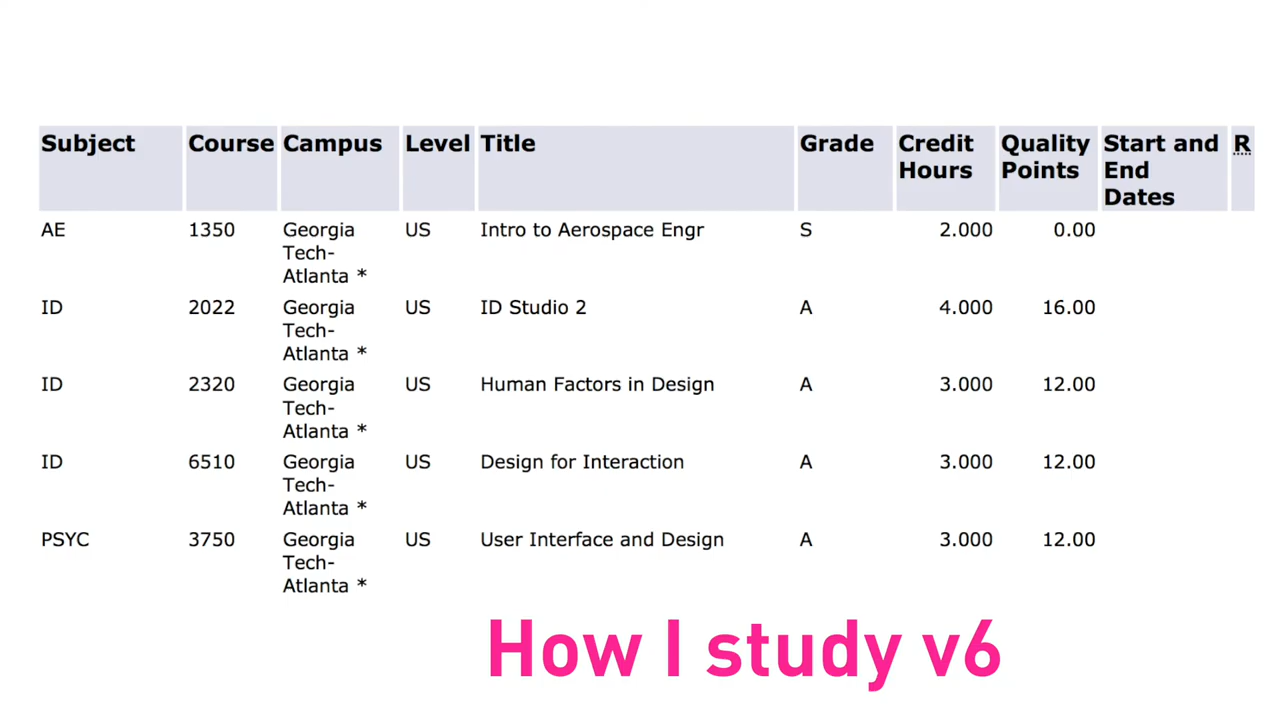 Subject Course Campus Level Title Grade Credit Hours Quality Points Start and End Dates R
AE 1350 Georgia Tech-Atlanta * US Intro to Aerospace Engr S 2.000 0.00
ID 2022 Georgia Tech-Atlanta * US ID Studio 2 A 4.000 16.00
ID 2320 Georgia Tech-Atlanta * US Human Factors in Design A 3.000 12.00
ID 6510 Georgia Tech-Atlanta * US Design for Interaction A 3.000 12.00
PSYC 3750 Georgia Tech-Atlanta * US User Interface and Design A 3.000 12.00
How I study v6